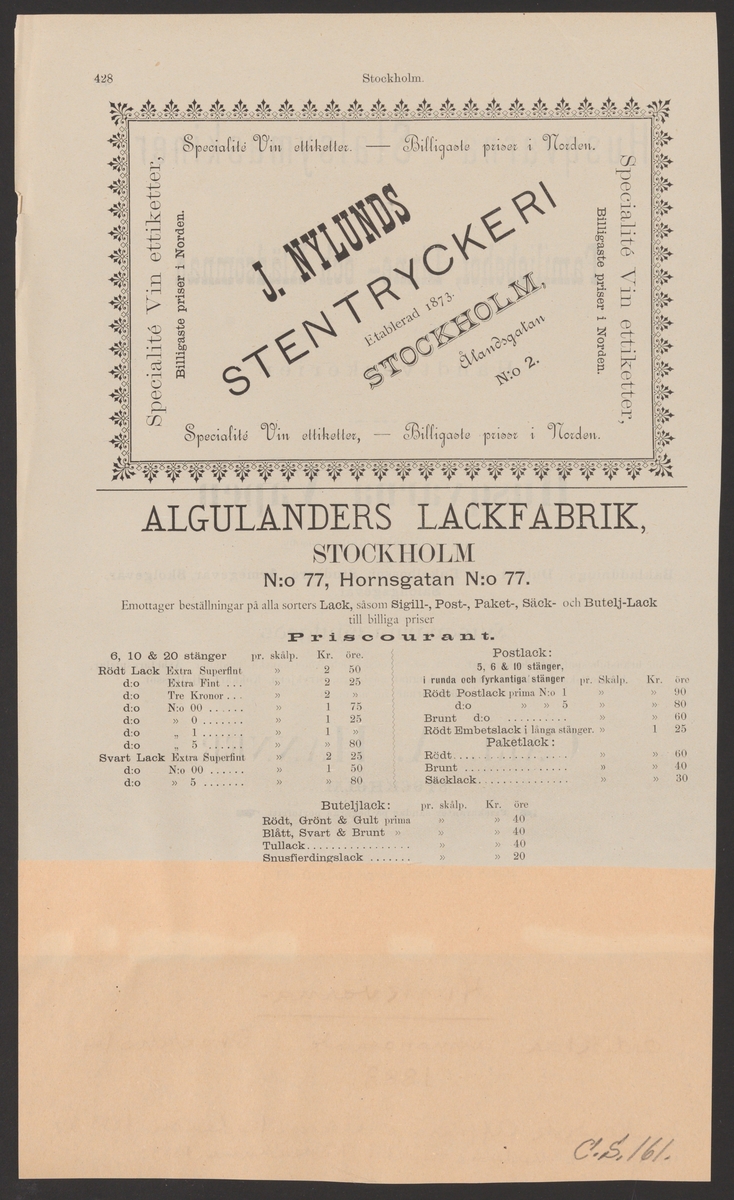 428
Stockholm.
Specialité Vin ettiketter. — Billigaste priser i Norden.
Specialité Vin ettiketter,
Billigaste priser i Norden.
J. NYLUNDS
STENTRYCKERI
Etablerad 1873.
STOCKHOLM,
Ålandsgatan
N:o 2.
Specialité Vin ettiketter,
Billigaste priser i Norden.
Specialité Vin ettiketter, — Billigaste prisor i Norden.
ALGULANDERS LACKFABRIK,
STOCKHOLM
N:o 77, Hornsgatan N:o 77.
Emottager beställningar på alla sorters Lack, såsom Sigill-, Post-, Paket-, Säck- och Butelj-Lack
till billiga priser
Priscourant.
6, 10 & 20 stänger pr. skålp. Kr. öre.
Rödt Lack Extra Superfint » 2 50
d:o Extra Fint . . . » 2 25
d:o Tre Kronor . . . » 2 »
d:o N:o 00 . . . . . . » 1 75
d:o » 0 . . . . . . . » 1 25
d:o „ 1 . . . . . . . » 1 »
d:o „ 5 . . . . . . » » 80
Svart Lack Extra Superfint » 2 25
d:o N:o 00 . . . . . . » 1 50
d:o » 5 . . . . . . . » » 80
Postlack:
5, 6 & 10 stänger,
i runda och fyrkantiga stänger pr. Skålp. Kr. öre
Rödt Postlack prima N:o 1 » » 90
d:o » » 5 » » 80
Brunt d:o . . . . . . . . . . » » 60
Rödt Embetslack i långa stänger. » 1 25
Paketlack:
Rödt. . . . . . . . . . . . . . . . . » » 60
Brunt . . . . . . . . . . . . . . . . » » 40
Säcklack. . . . . . . . . . . . . . » » 30
Buteljlack: pr. skålp. Kr. öre
Rödt, Grönt & Gult prima » » 40
Blått, Svart & Brunt » » » 40
Tullack. . . . . . . . . . . . . . . . » » 40
Snusfjerdingslack . . . . . . . » » 20
C.S. 161.